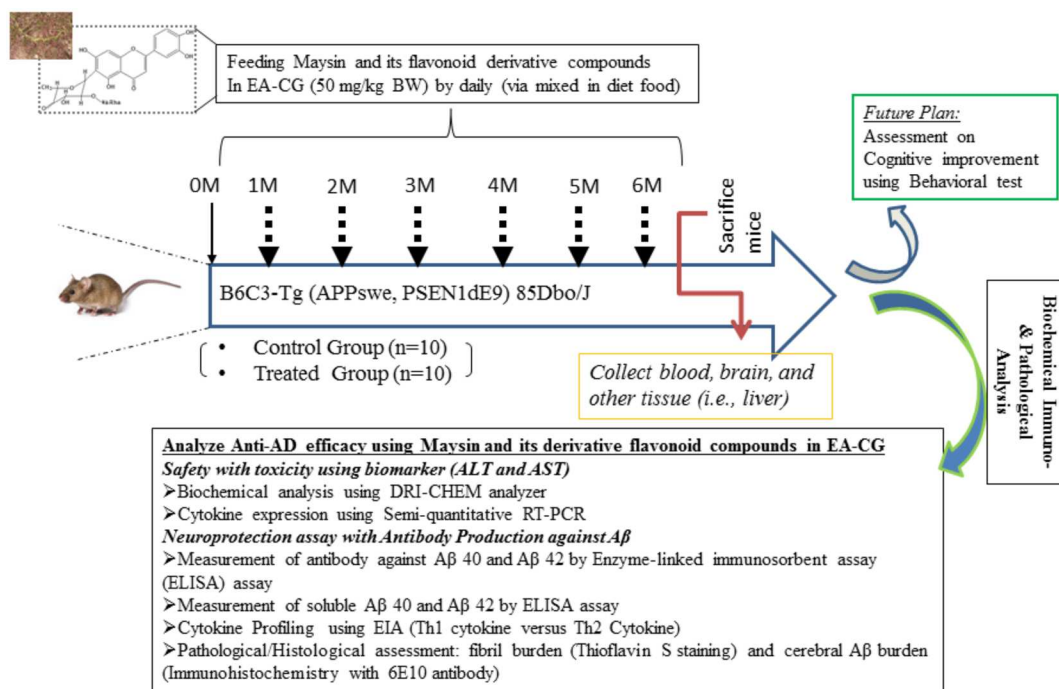 Feeding Maysin and its flavonoid derivative compounds
In EA-CG (50 mg/kg BW) by daily (via mixed in diet food)
HO
OH
OH
O
OH
O
CH₃
H
H
OH
H
H
O
Future Plan:
Assessment on
Cognitive improvement
using Behavioral test
0M
1M
2M
3M
4M
5M
6M
Sacrifice
mice
B6C3-Tg (APPswe, PSEN1dE9) 85Dbo/J
• Control Group (n=10)
• Treated Group (n=10)
Collect blood, brain, and
other tissue (i.e., liver)
Biochemical Immuno-
& Pathological
Analysis
Analyze Anti-AD efficacy using Maysin and its derivative flavonoid compounds in EA-CG
Safety with toxicity using biomarker (ALT and AST)
➢Biochemical analysis using DRI-CHEM analyzer
➢Cytokine expression using Semi-quantitative RT-PCR
Neuroprotection assay with Antibody Production against Aβ
➢Measurement of antibody against Aβ 40 and Aβ 42 by Enzyme-linked immunosorbent assay
(ELISA) assay
➢Measurement of soluble Aβ 40 and Aβ 42 by ELISA assay
➢Cytokine Profiling using EIA (Th1 cytokine versus Th2 Cytokine)
➢Pathological/Histological assessment: fibril burden (Thioflavin S staining) and cerebral Aβ burden
(Immunohistochemistry with 6E10 antibody)